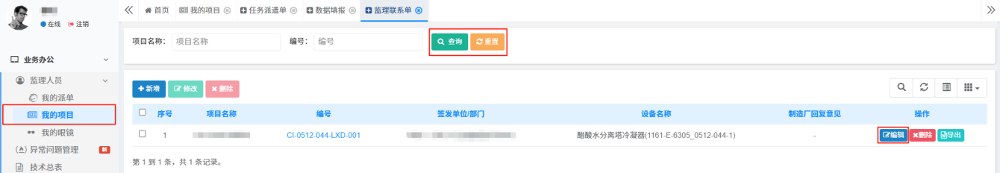 首页 我的项目 任务派遣单 数据填报 监理联系单
在线 注销
项目名称: 项目名称 编号: 编号 查询 重置
业务办公
监理人员
我的派单
我的项目
我的眼镜
异常问题管理
技术总表
新增 修改 删除
序号 项目名称 编号 签发单位/部门 设备名称 制造厂回复意见 操作
1 CI-0512-044-LXD-001 醋酸水分离塔冷凝器(1161-E-6305_0512-044-1) - 编辑 删除 导出
第 1 到 1 条，共 1 条记录。